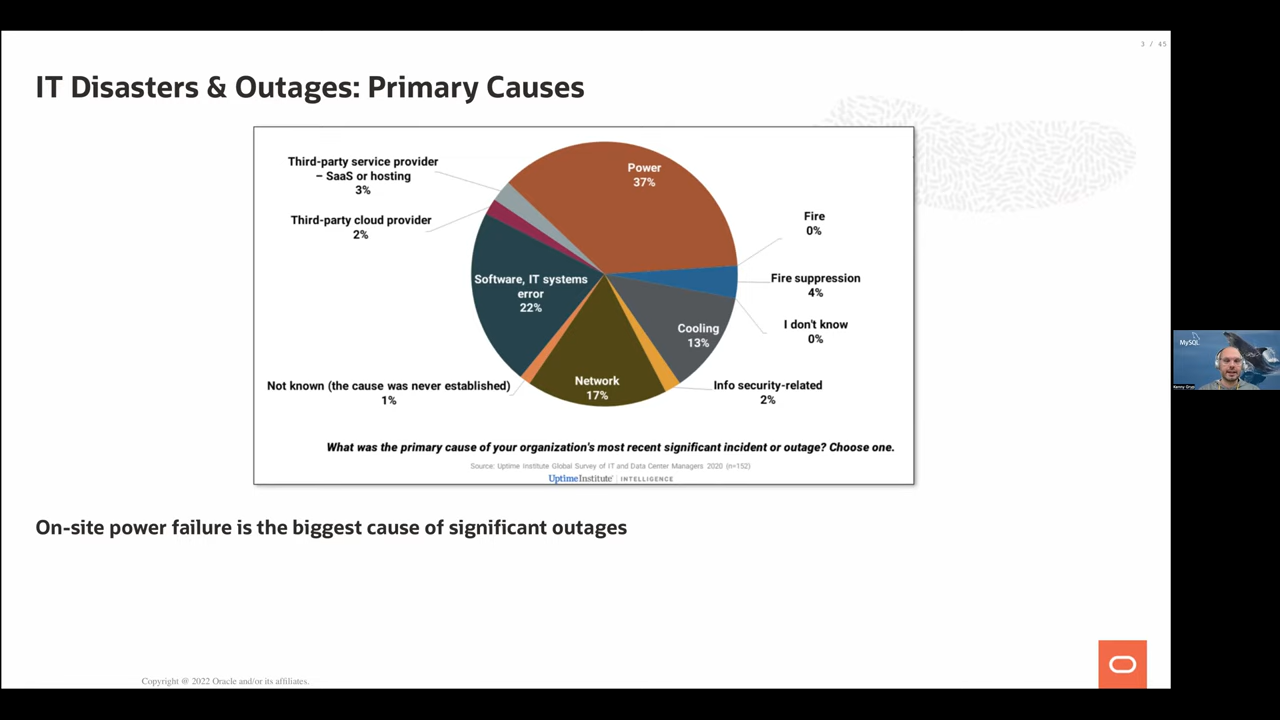 3 / 45
IT Disasters & Outages: Primary Causes
Third-party service provider
– SaaS or hosting
3%
Third-party cloud provider
2%
Power
37%
Fire
0%
Fire suppression
4%
I don't know
0%
Software, IT systems
error
22%
Cooling
13%
Not known (the cause was never established)
1%
Network
17%
Info security-related
2%
What was the primary cause of your organization's most recent significant incident or outage? Choose one.
Source: Uptime Institute Global Survey of IT and Data Center Managers 2020 (n=152)
UptimeInstitute® | INTELLIGENCE
On-site power failure is the biggest cause of significant outages
Copyright @ 2022 Oracle and/or its affiliates.
MySQL
Kenny Gryp